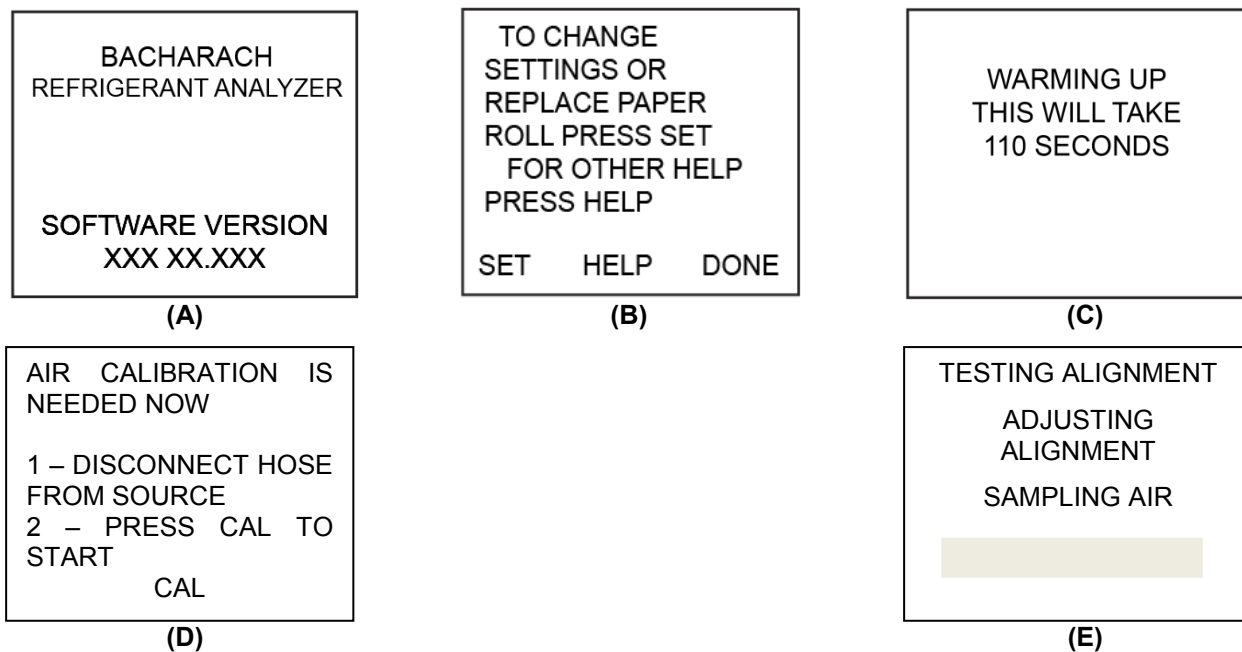 BACHARACH
REFRIGERANT ANALYZER
SOFTWARE VERSION
XXX XX.XXX
(A)
TO CHANGE
SETTINGS OR
REPLACE PAPER
ROLL PRESS SET
FOR OTHER HELP
PRESS HELP
SET HELP DONE
(B)
WARMING UP
THIS WILL TAKE
110 SECONDS
(C)
AIR CALIBRATION IS
NEEDED NOW
1 – DISCONNECT HOSE
FROM SOURCE
2 – PRESS CAL TO
START
CAL
(D)
TESTING ALIGNMENT
ADJUSTING
ALIGNMENT
SAMPLING AIR
(E)